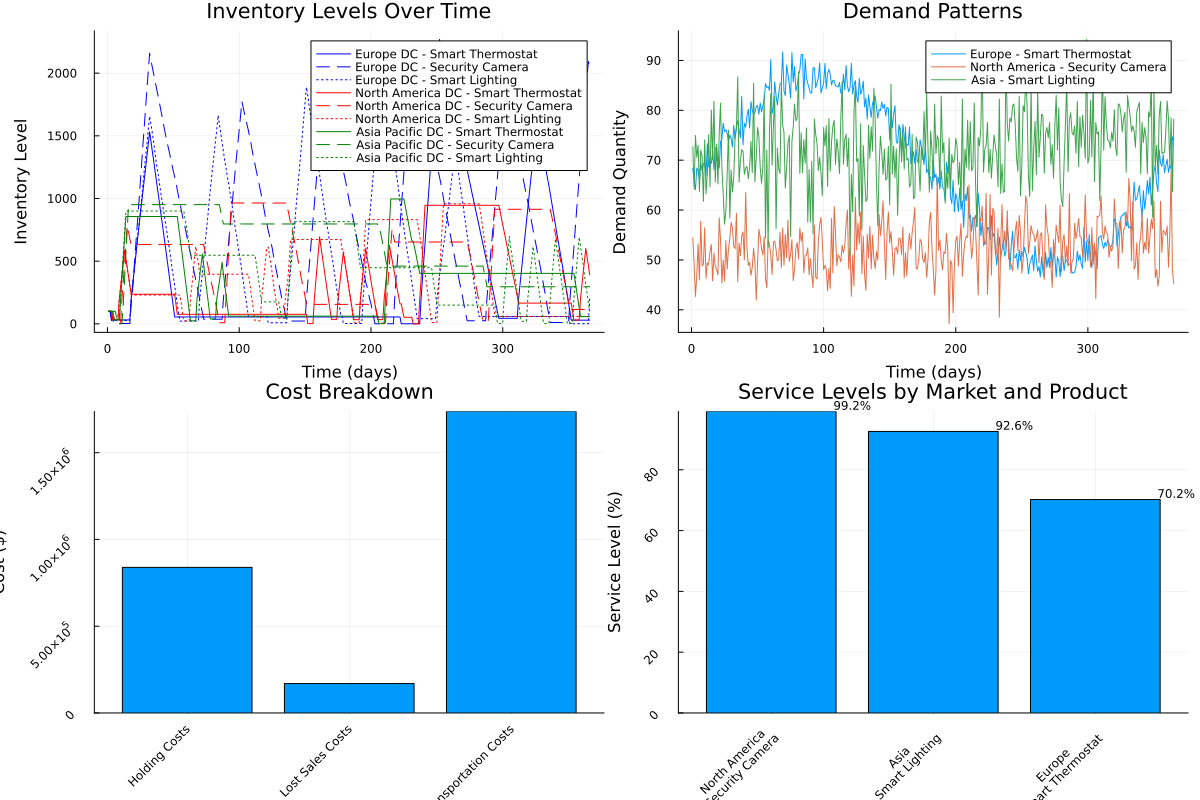 Inventory Levels Over Time
Inventory Level
2000
1500
1000
500
0
Europe DC - Smart Thermostat
Europe DC - Security Camera
Europe DC - Smart Lighting
North America DC - Smart Thermostat
North America DC - Security Camera
North America DC - Smart Lighting
Asia Pacific DC - Smart Thermostat
Asia Pacific DC - Security Camera
Asia Pacific DC - Smart Lighting
0 100 200 300
Time (days)
Demand Patterns
Demand Quantity
90
80
70
60
50
40
Europe - Smart Thermostat
North America - Security Camera
Asia - Smart Lighting
0 100 200 300
Time (days)
Cost Breakdown
($)
1.50×10⁶
1.00×10⁶
5.00×10⁵
0
Holding Costs
Lost Sales Costs
nsportation Costs
Service Levels by Market and Product
Service Level (%)
80
60
40
20
0
99.2%
92.6%
70.2%
North America
ecurity Camera
Asia
Smart Lighting
Europe
art Thermostat